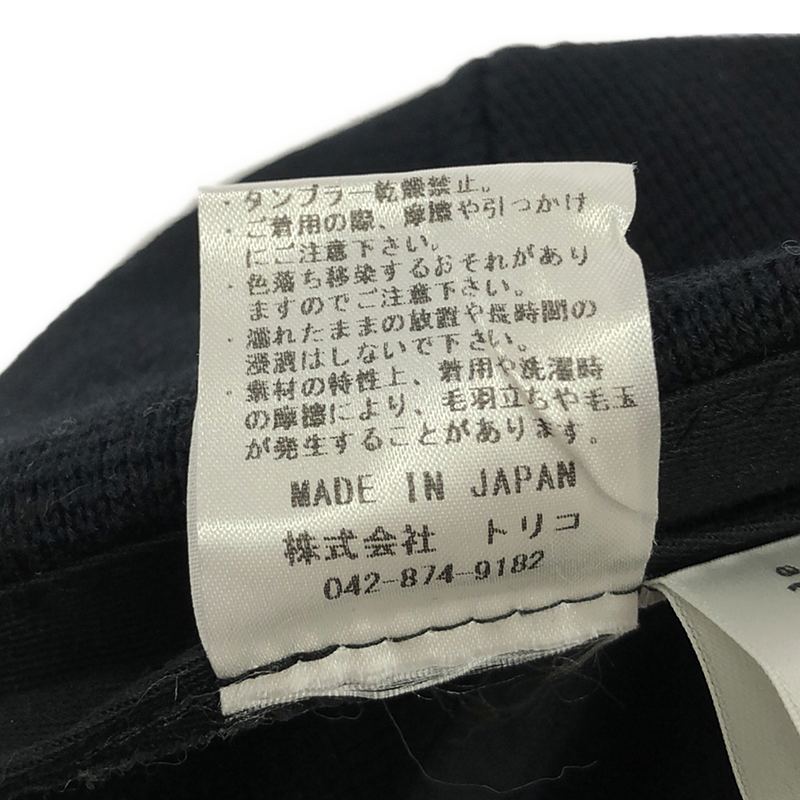 ・タンブラー乾燥禁止。
・ご着用の際、摩擦や引っかけ
にご注意下さい。
・色落ち移染するおそれがあり
ますのでご注意下さい。
・濡れたままの放置や長時間の
浸漬はしないで下さい。
・素材の特性上、着用や洗濯時
の摩擦により、毛羽立ちや毛玉
が発生することがあります。
MADE IN JAPAN
株式会社 トリコ
042-874-9182